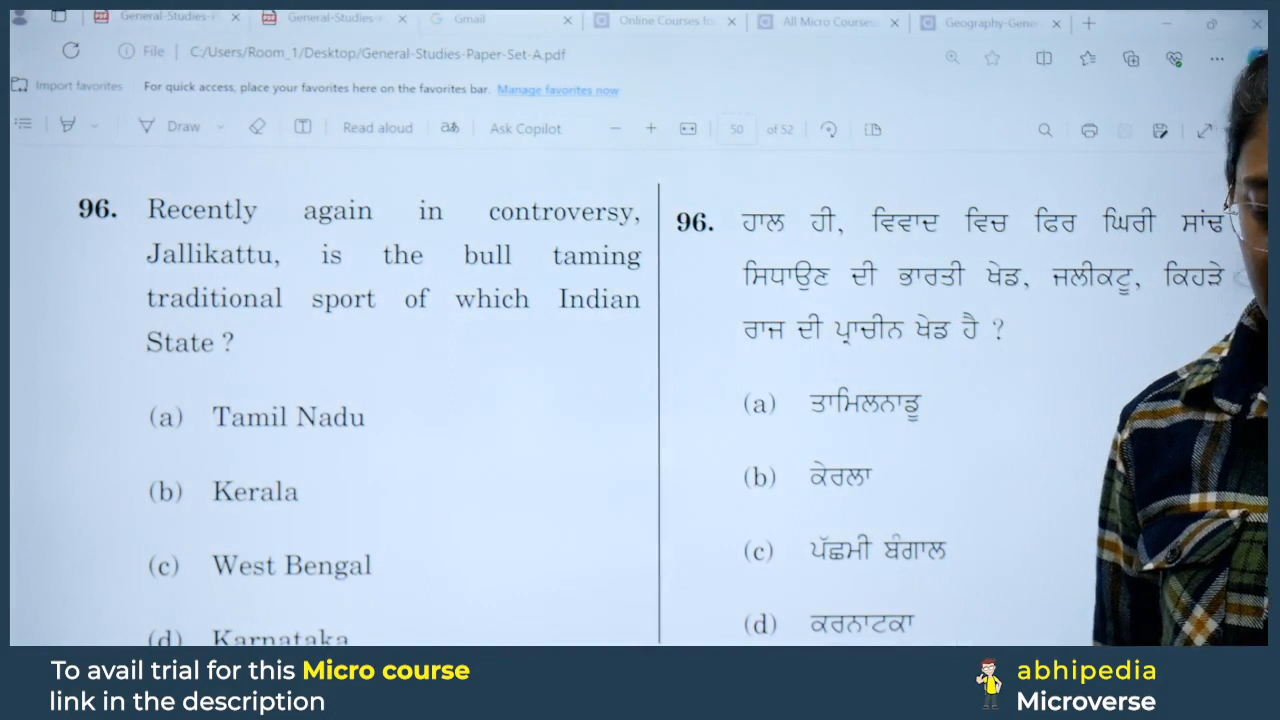 General-Studies-P
General-Studies-
Gmail
Online Courses fo
All Micro Courses
Geography-Gene
File
C:/Users/Room_1/Desktop/General-Studies-Paper-Set-A.pdf
Import favorites
For quick access, place your favorites here on the favorites bar. Manage favorites now
Draw
Read aloud
Ask Copilot
50 of 52
96. Recently again in controversy,
Jallikattu, is the bull taming
traditional sport of which Indian
State ?
(a) Tamil Nadu
(b) Kerala
(c) West Bengal
(d) Karnataka
96. ਹਾਲ ਹੀ, ਵਿਵਾਦ ਵਿਚ ਫਿਰ ਘਿਰੀ ਸਾਂਢ
ਸਿਧਾਉਣ ਦੀ ਭਾਰਤੀ ਖੇਡ, ਜਲੀਕਟੂ, ਕਿਹੜੇ
ਰਾਜ ਦੀ ਪ੍ਰਾਚੀਨ ਖੇਡ ਹੈ ?
(a) ਤਾਮਿਲਨਾਡੂ
(b) ਕੇਰਲਾ
(c) ਪੱਛਮੀ ਬੰਗਾਲ
(d) ਕਰਨਾਟਕਾ
To avail trial for this Micro course
link in the description
abhipedia
Microverse